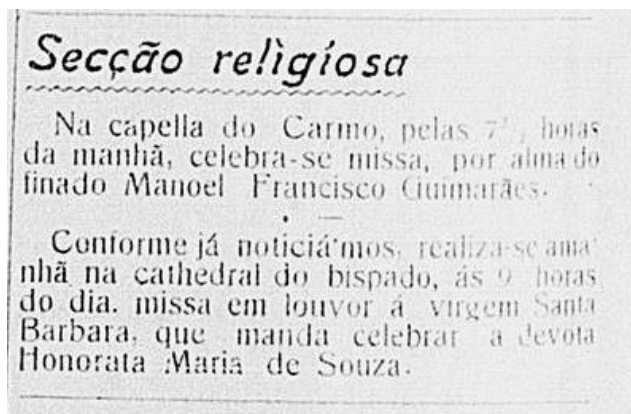 Secção religiosa
Na capella do Carmo, pelas 7 1/2 horas
da manhã, celebra-se missa, por alma do
finado Manoel Francisco Guimarães.
Conforme já noticiámos, realiza-se ama
nhã na cathedral do bispado, ás 9 horas
do dia. missa em louvor á virgem Santa
Barbara, que manda celebrar a devota
Honorata Maria de Souza.